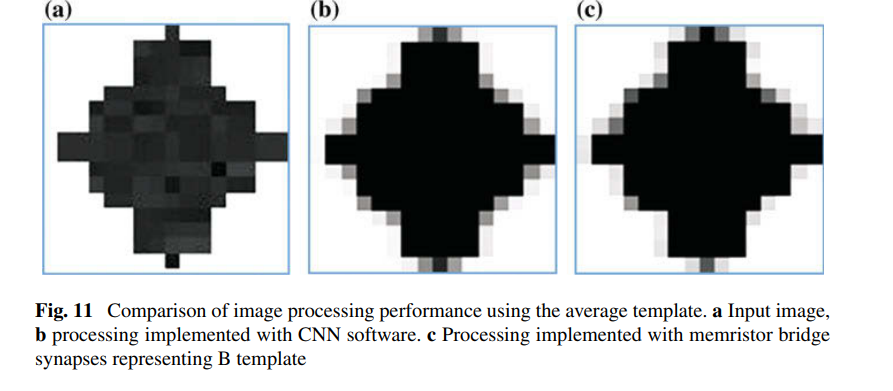 (a) (b) (c)
Fig. 11 Comparison of image processing performance using the average template. a Input image,
b processing implemented with CNN software. c Processing implemented with memristor bridge
synapses representing B template